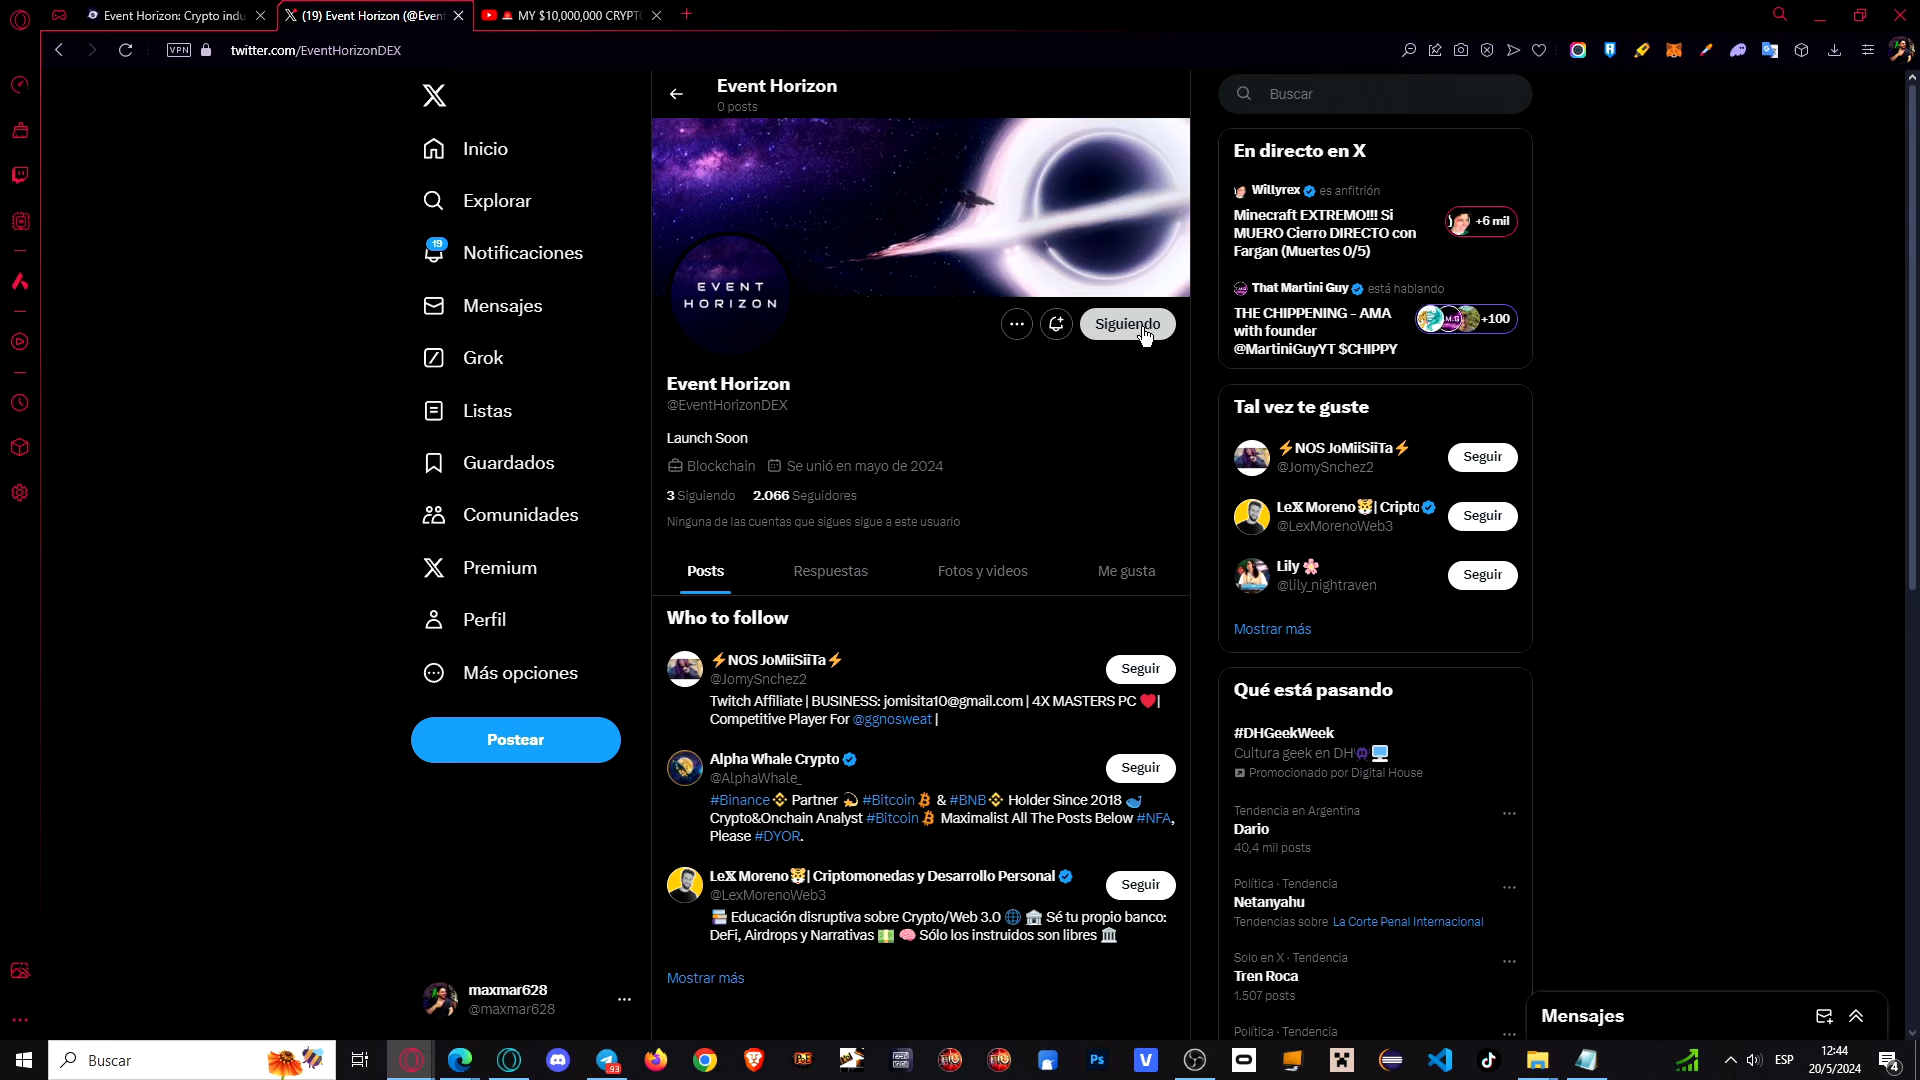 Event Horizon: Crypto indu
(19) Event Horizon (@Even
MY $10,000,000 CRYPT
VPN
twitter.com/EventHorizonDEX
Inicio
Explorar
19
Notificaciones
Mensajes
Grok
Listas
Guardados
Comunidades
Premium
Perfil
Más opciones
Postear
maxmar628
@maxmar628
Event Horizon
0 posts
EVENT
HORIZON
Siguiendo
Event Horizon
@EventHorizonDEX
Launch Soon
Blockchain Se unió en mayo de 2024
3 Siguiendo 2.066 Seguidores
Ninguna de las cuentas que sigues sigue a este usuario
Posts Respuestas Fotos y videos Me gusta
Who to follow
⚡NOS JoMiiSiiTa⚡
@JomySnchez2
Seguir
Twitch Affiliate | BUSINESS: jomisita10@gmail.com | 4X MASTERS PC ❤️|
Competitive Player For @ggnosweat |
Alpha Whale Crypto
@AlphaWhale_
Seguir
#Binance Partner 💫 #Bitcoin & #BNB Holder Since 2018 🐋
Crypto&Onchain Analyst #Bitcoin Maximalist All The Posts Below #NFA,
Please #DYOR.
LeX Moreno🐯| Criptomonedas y Desarrollo Personal
@LexMorenoWeb3
Seguir
📚 Educación disruptiva sobre Crypto/Web 3.0 🌐 🏛️ Sé tu propio banco:
DeFi, Airdrops y Narrativas 💵 🧠 Sólo los instruidos son libres 🏛️
Mostrar más
Buscar
En directo en X
Willyrex es anfitrión
Minecraft EXTREMO!!! Si
MUERO Cierro DIRECTO con
Fargan (Muertes 0/5)
+6 mil
That Martini Guy está hablando
THE CHIPPENING - AMA
with founder
@MartiniGuyYT $CHIPPY
+100
Tal vez te guste
⚡NOS JoMiiSiiTa⚡
@JomySnchez2
Seguir
LeX Moreno🐯| Cripto
@LexMorenoWeb3
Seguir
Lily 🌸
@lily_nightraven
Seguir
Mostrar más
Qué está pasando
#DHGeekWeek
Cultura geek en DH👾💻
Promocionado por Digital House
Tendencia en Argentina
Dario
40,4 mil posts
Política · Tendencia
Netanyahu
Tendencias sobre La Corte Penal Internacional
Solo en X · Tendencia
Tren Roca
1.507 posts
Política · Tendencia
Mensajes
Buscar
93
Ps
V
ESP
12:44
20/5/2024
4